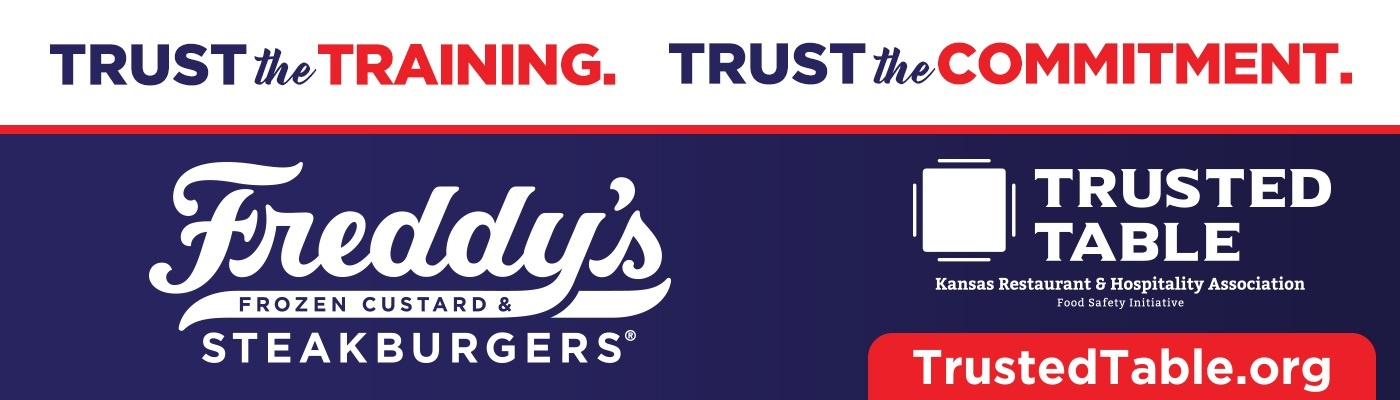 TRUST the TRAINING. TRUST the COMMITMENT.
Freddy's
FROZEN CUSTARD &
STEAKBURGERS®
TRUSTED
TABLE
Kansas Restaurant & Hospitality Association
Food Safety Initiative
TrustedTable.org